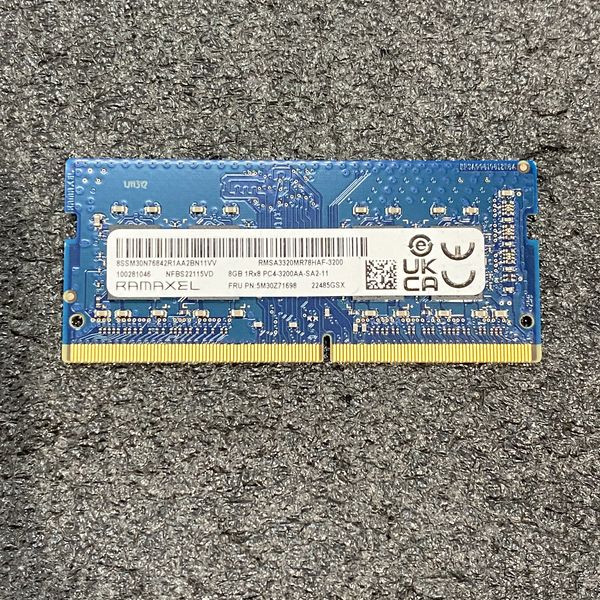 U11312
8SSM30N76842R1AA2BN11VV RMSA3320MR78HAF-3200
100281046 NFBS22115VD 8GB 1Rx8 PC4-3200AA-SA2-11
RAMAXEL FRU PN 5M30Z71698 22485GSX
UK
CA
CE